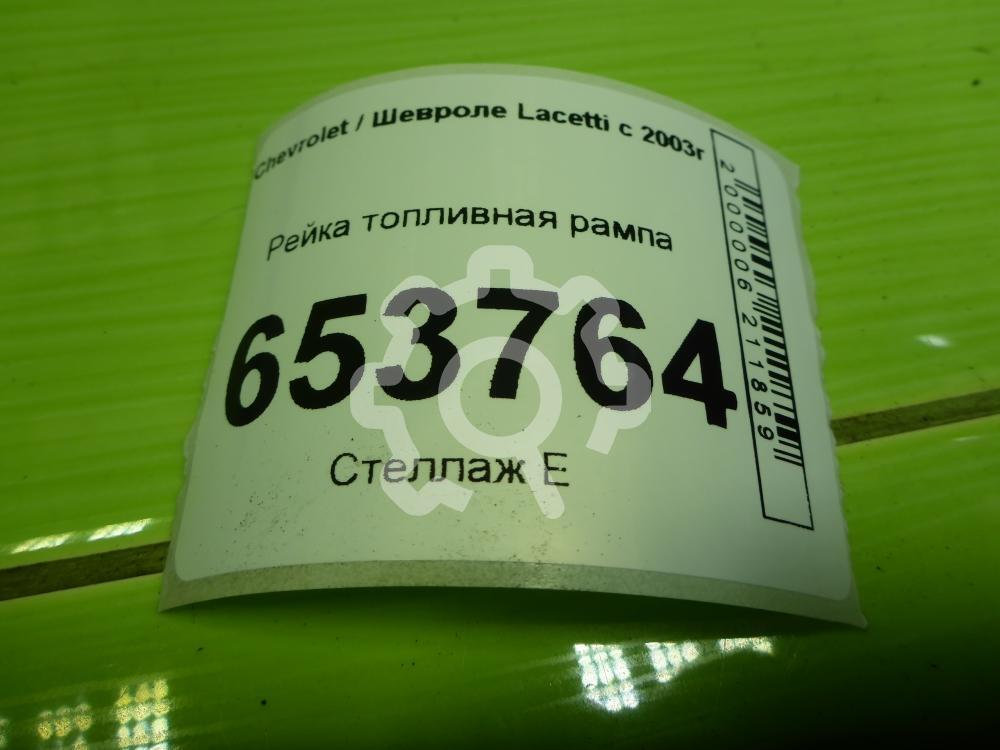 Chevrolet / Шевроле Lacetti с 2003г
Рейка топливная рампа
653764
Стеллаж Е
2000006211859